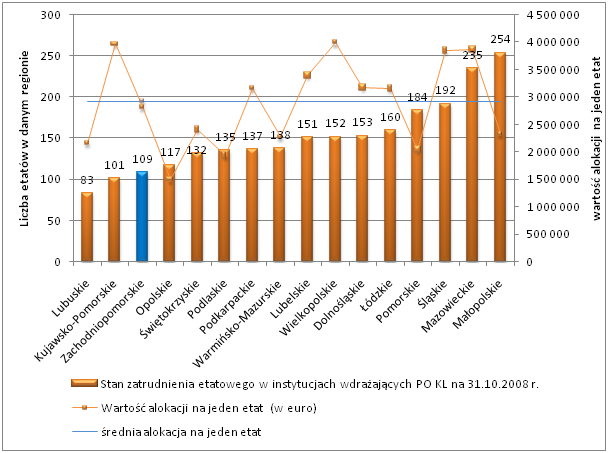 300
250
200
150
100
50
0
Liczba etatów w danym regionie
83
101
109
117
132
135
137
138
151
152
153
160
184
192
235
254
4 500 000
4 000 000
3 500 000
3 000 000
2 500 000
2 000 000
1 500 000
1 000 000
500 000
0
wartość alokacji na jeden etat
Lubuskie
Kujawsko-Pomorskie
Zachodniopomorskie
Opolskie
Świętokrzyskie
Podlaskie
Podkarpackie
Warmińsko-Mazurskie
Lubelskie
Wielkopolskie
Dolnośląskie
Łódzkie
Pomorskie
Śląskie
Mazowieckie
Małopolskie
Stan zatrudnienia etatowego w instytucjach wdrażających PO KL na 31.10.2008 r.
Wartość alokacji na jeden etat (w euro)
średnia alokacja na jeden etat